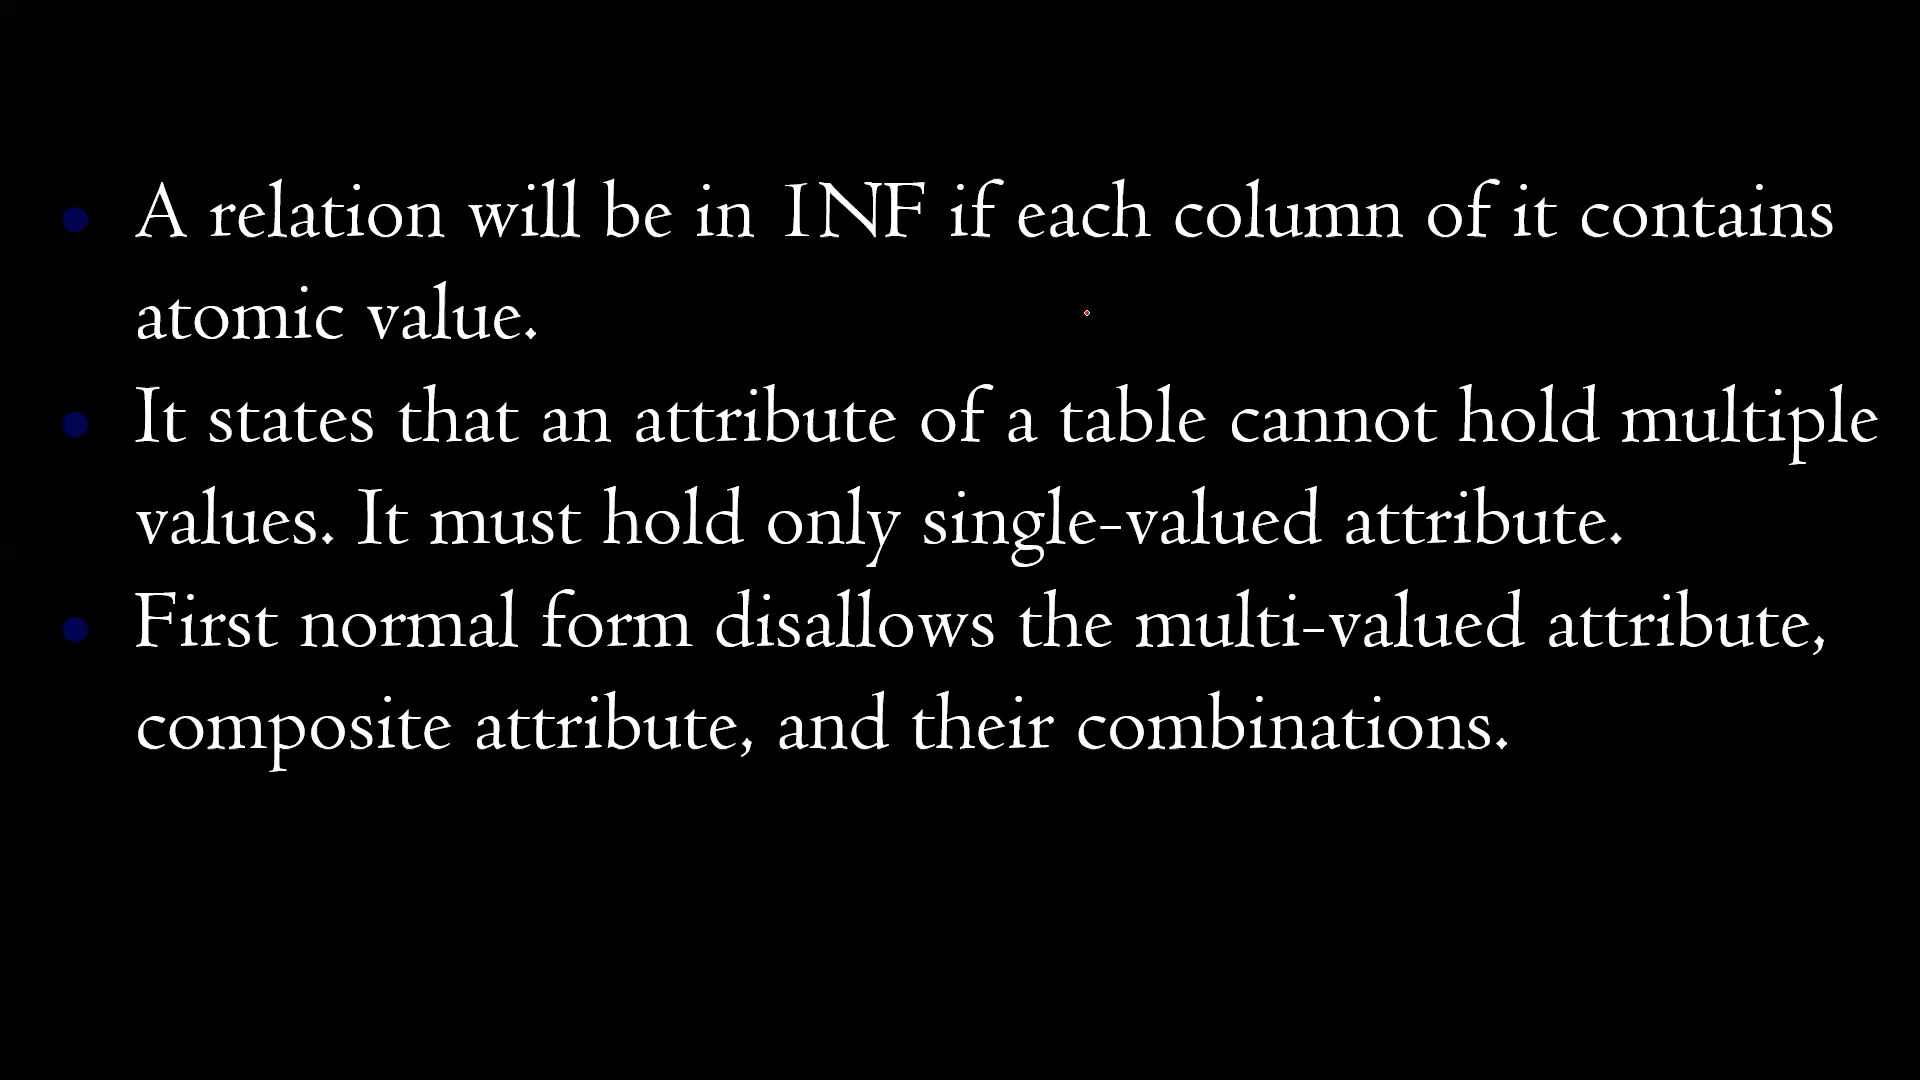 A relation will be in 1NF if each column of it contains
atomic value.
It states that an attribute of a table cannot hold multiple
values. It must hold only single-valued attribute.
First normal form disallows the multi-valued attribute,
composite attribute, and their combinations.